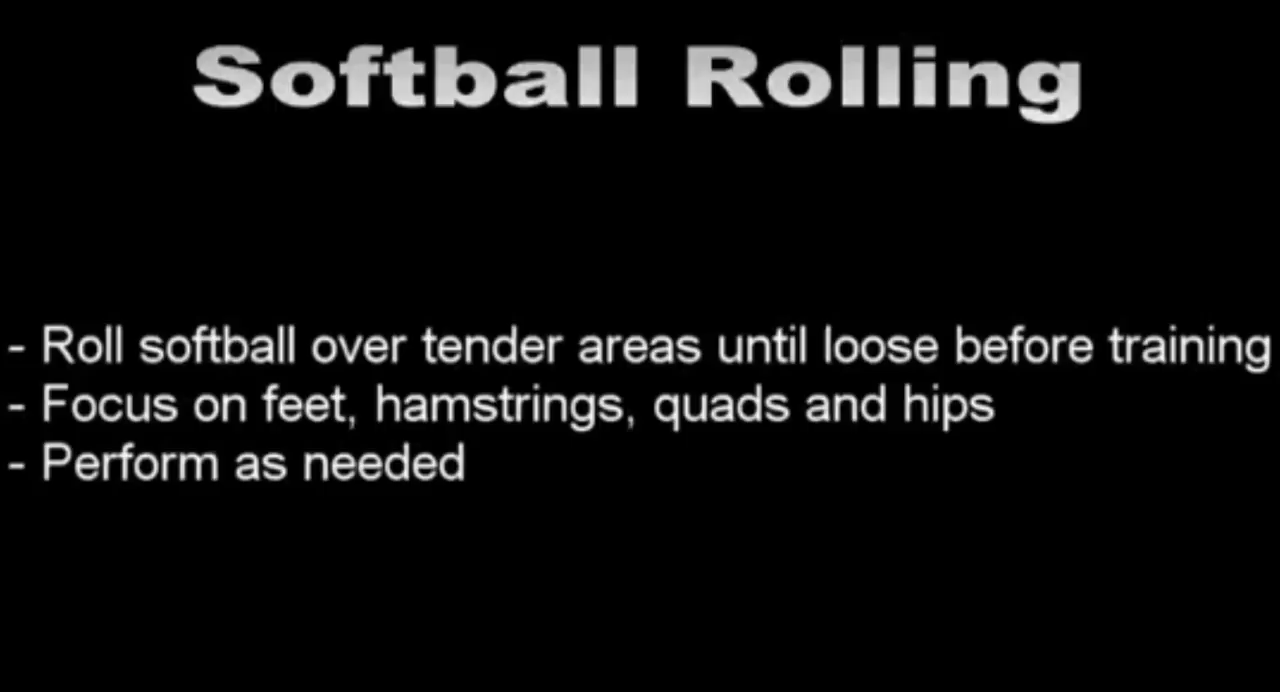 Softball Rolling
- Roll softball over tender areas until loose before training
- Focus on feet, hamstrings, quads and hips
- Perform as needed